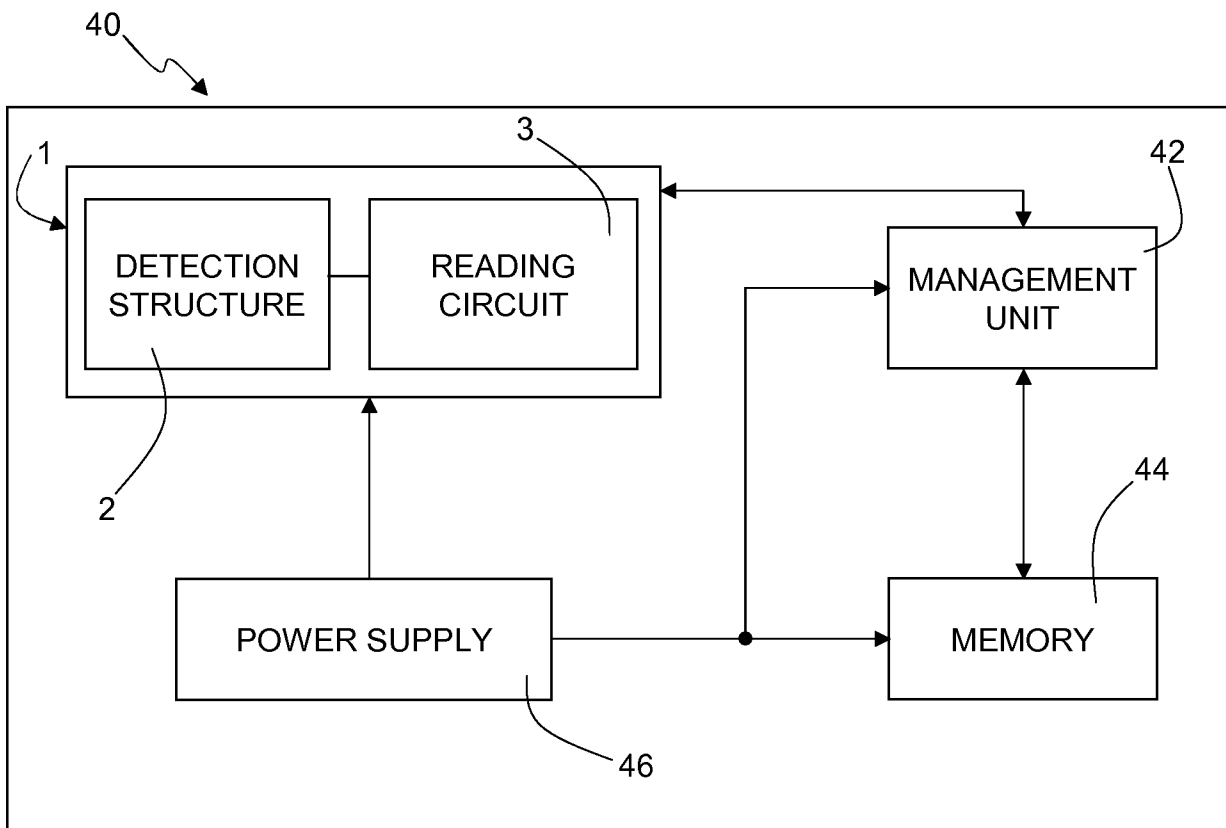 40
1
3
42
DETECTION
STRUCTURE
READING
CIRCUIT
MANAGEMENT
UNIT
2
44
POWER SUPPLY
MEMORY
46